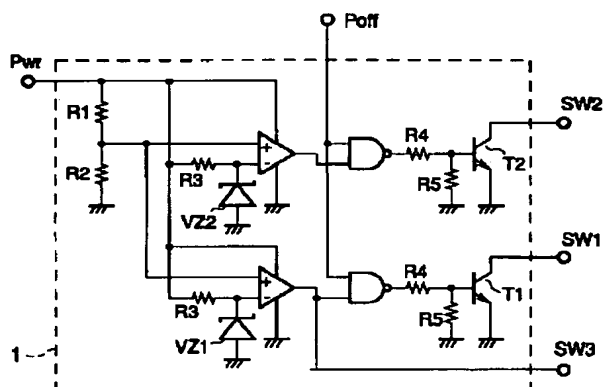 Poff
Pwr
SW2
R1
R4
+
-
R2
R3
R5
T2
VZ2
SW1
R4
+
-
R3
R5
T1
VZ1
1
SW3